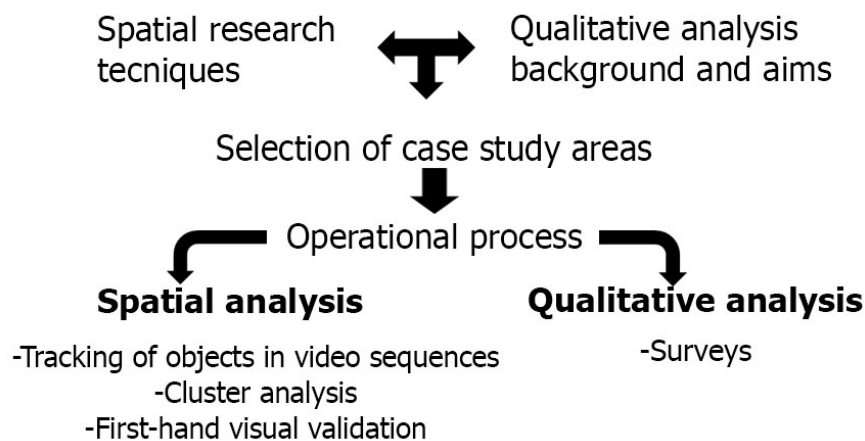 Spatial research
tecniques
Qualitative analysis
background and aims
Selection of case study areas
Operational process
Spatial analysis
-Tracking of objects in video sequences
-Cluster analysis
-First-hand visual validation
Qualitative analysis
-Surveys